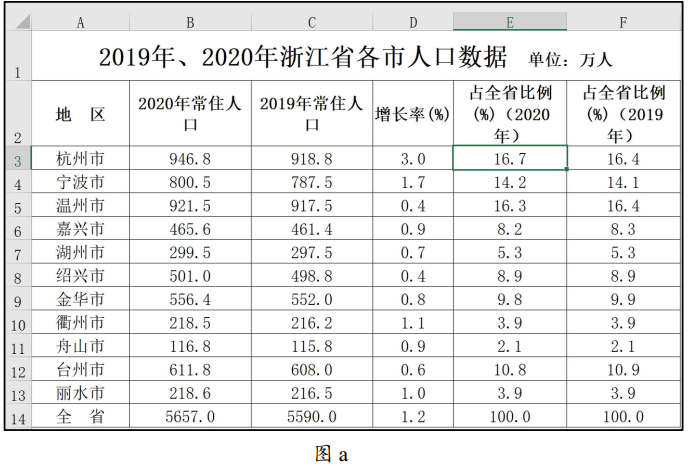 A B C D E F
1 2019年、2020年浙江省各市人口数据 单位：万人
2 地 区 2020年常住人口 2019年常住人口 增长率(%) 占全省比例(%)（2020年） 占全省比例(%)（2019年）
3 杭州市 946.8 918.8 3.0 16.7 16.4
4 宁波市 800.5 787.5 1.7 14.2 14.1
5 温州市 921.5 917.5 0.4 16.3 16.4
6 嘉兴市 465.6 461.4 0.9 8.2 8.3
7 湖州市 299.5 297.5 0.7 5.3 5.3
8 绍兴市 501.0 498.8 0.4 8.9 8.9
9 金华市 556.4 552.0 0.8 9.8 9.9
10 衢州市 218.5 216.2 1.1 3.9 3.9
11 舟山市 116.8 115.8 0.9 2.1 2.1
12 台州市 611.8 608.0 0.6 10.8 10.9
13 丽水市 218.6 216.5 1.0 3.9 3.9
14 全 省 5657.0 5590.0 1.2 100.0 100.0
图 a